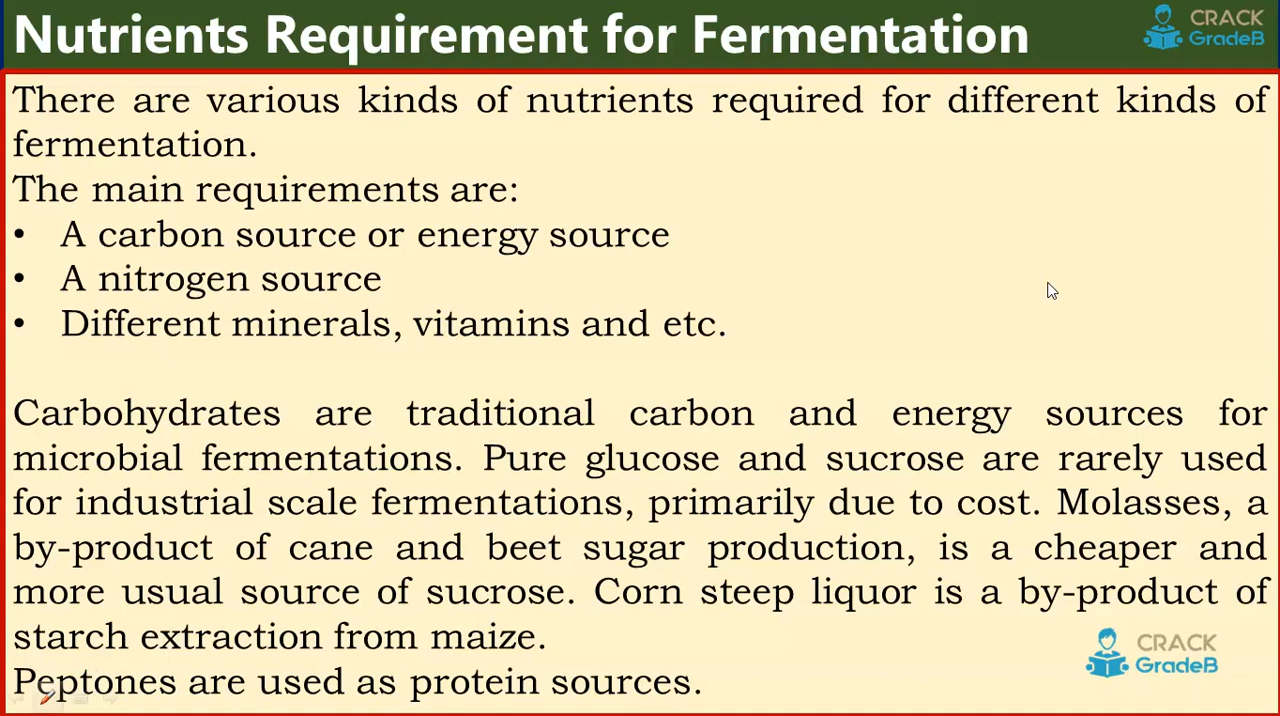 Nutrients Requirement for Fermentation
CRACK
GradeB
There are various kinds of nutrients required for different kinds of
fermentation.
The main requirements are:
• A carbon source or energy source
• A nitrogen source
• Different minerals, vitamins and etc.
Carbohydrates are traditional carbon and energy sources for
microbial fermentations. Pure glucose and sucrose are rarely used
for industrial scale fermentations, primarily due to cost. Molasses, a
by-product of cane and beet sugar production, is a cheaper and
more usual source of sucrose. Corn steep liquor is a by-product of
starch extraction from maize.
Peptones are used as protein sources.
CRACK
GradeB